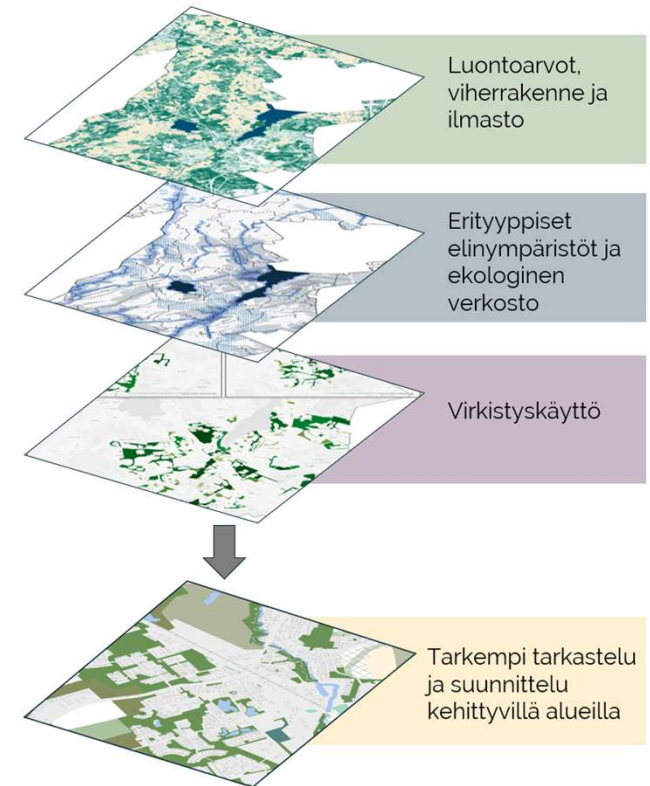 Luontoarvot,
viherrakenne ja
ilmasto
Erityyppiset
elinympäristöt ja
ekologinen
verkosto
Virkistyskäyttö
Tarkempi tarkastelu
ja suunnittelu
kehittyvillä alueilla